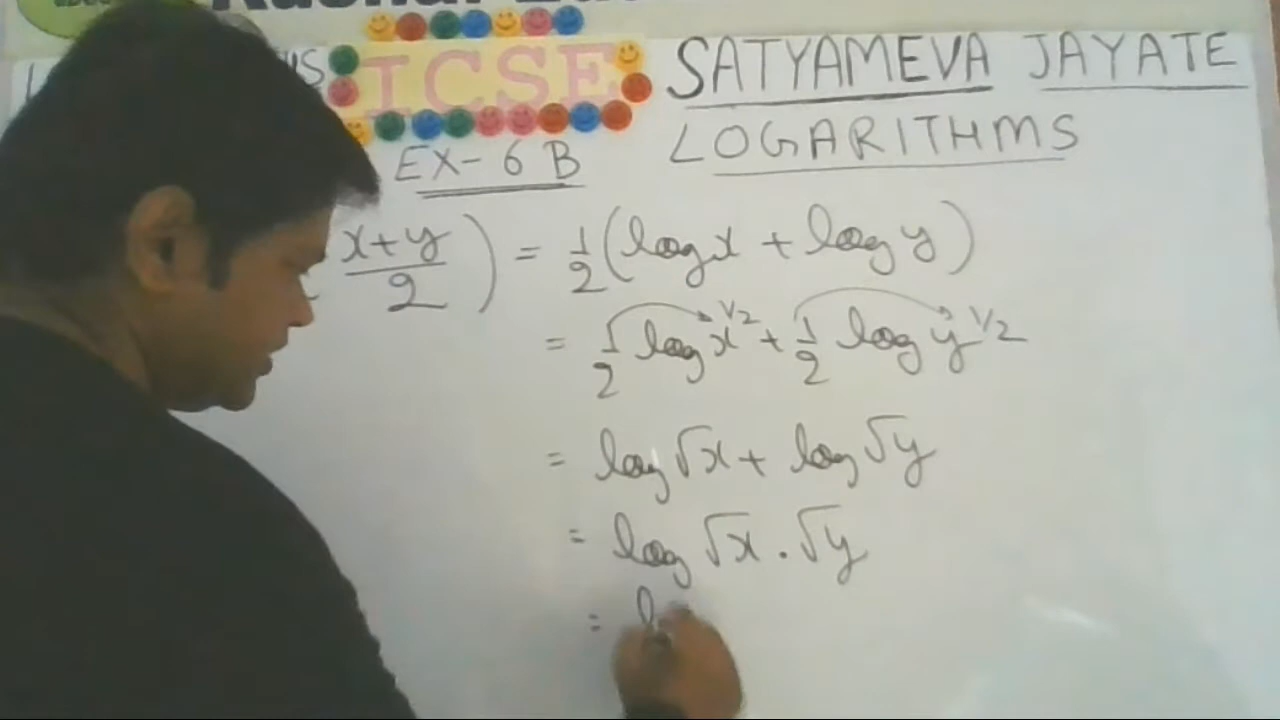 ICSE
SATYAMEVA JAYATE
EX-6 B
LOGARITHMS
x+y/2) = 1/2(log x + log y)
= 1/2 log x^1/2 + 1/2 log y^1/2
= log √x + log √y
= log √x . √y
=